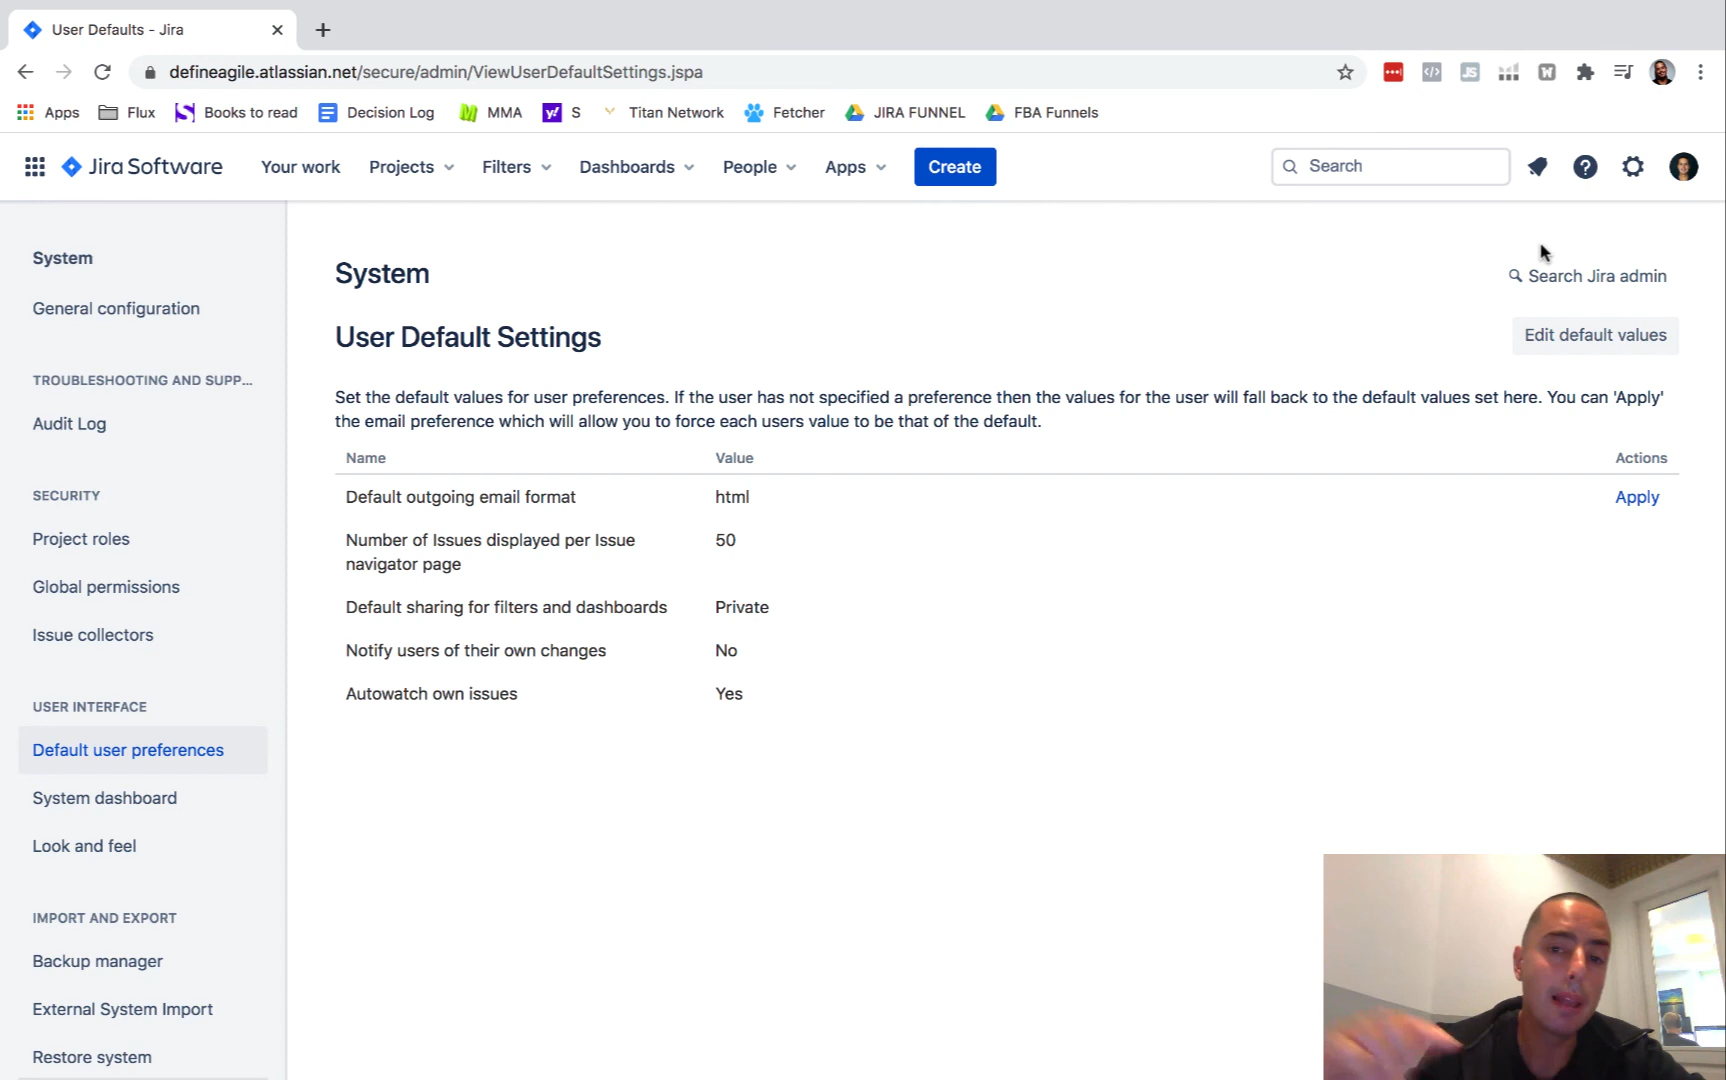 User Defaults - Jira
defineagile.atlassian.net/secure/admin/ViewUserDefaultSettings.jspa
Apps Flux Books to read Decision Log MMA S Titan Network Fetcher JIRA FUNNEL FBA Funnels
Jira Software Your work Projects Filters Dashboards People Apps Create Search
System
General configuration
TROUBLESHOOTING AND SUPP...
Audit Log
SECURITY
Project roles
Global permissions
Issue collectors
USER INTERFACE
Default user preferences
System dashboard
Look and feel
IMPORT AND EXPORT
Backup manager
External System Import
Restore system
System
Search Jira admin
User Default Settings
Edit default values
Set the default values for user preferences. If the user has not specified a preference then the values for the user will fall back to the default values set here. You can 'Apply'
the email preference which will allow you to force each users value to be that of the default.
Name Value Actions
Default outgoing email format html Apply
Number of Issues displayed per Issue 50
navigator page
Default sharing for filters and dashboards Private
Notify users of their own changes No
Autowatch own issues Yes